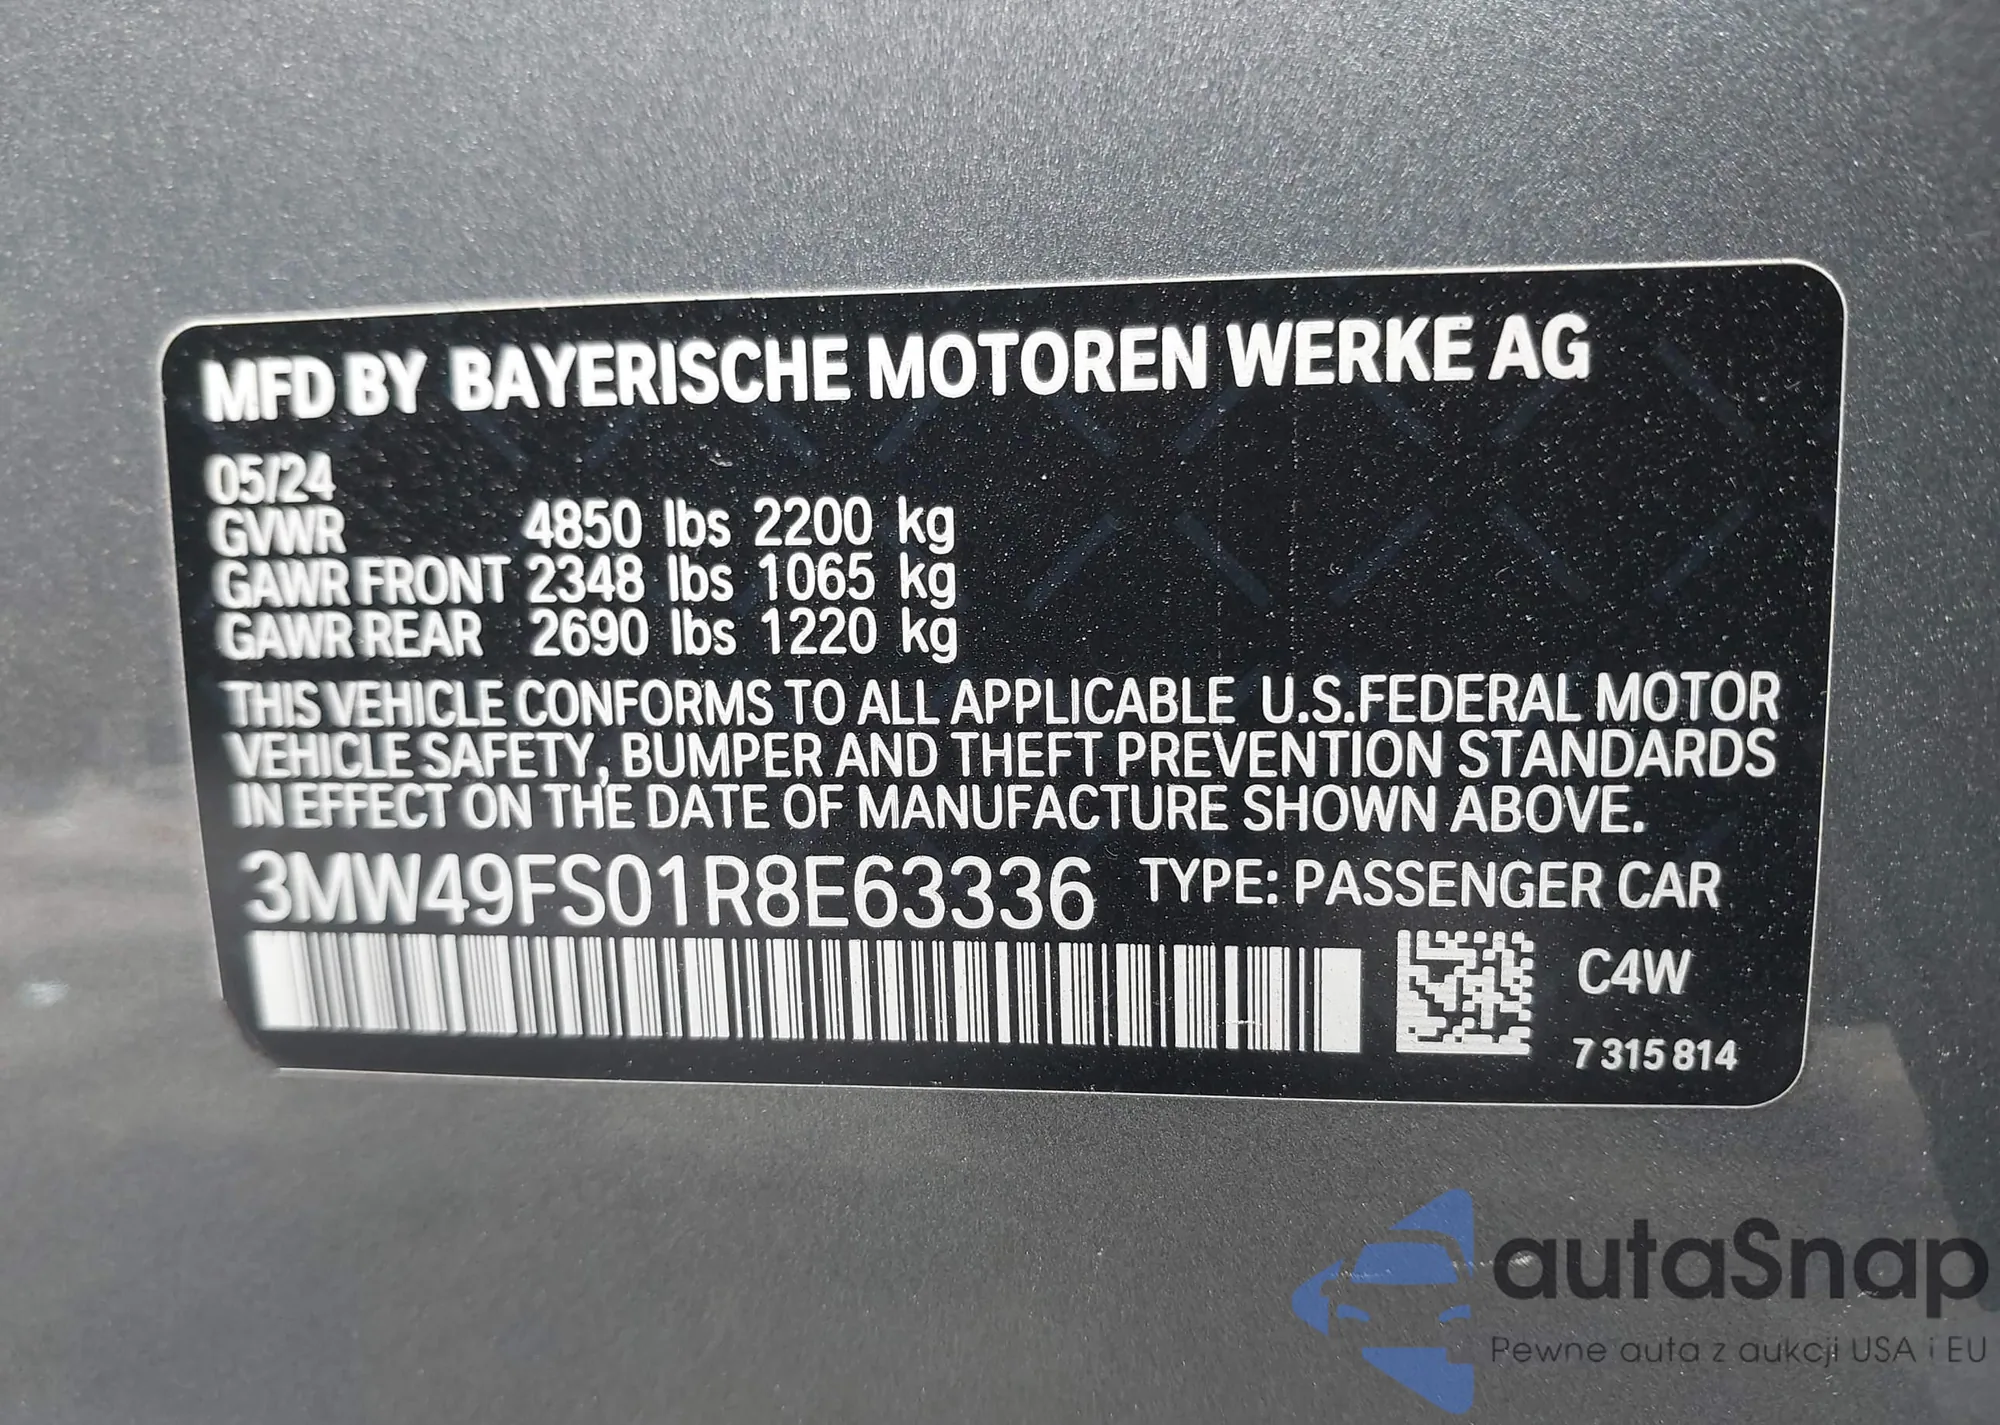 MFD BY BAYERISCHE MOTOREN WERKE AG
05/24
GVWR 4850 lbs 2200 kg
GAWR FRONT 2348 lbs 1065 kg
GAWR REAR 2690 lbs 1220 kg
THIS VEHICLE CONFORMS TO ALL APPLICABLE U.S.FEDERAL MOTOR
VEHICLE SAFETY, BUMPER AND THEFT PREVENTION STANDARDS
IN EFFECT ON THE DATE OF MANUFACTURE SHOWN ABOVE.
3MW49FS01R8E63336 TYPE: PASSENGER CAR
C4W
7 315 814
autaSnap
Pewne auta z aukcji USA i EU